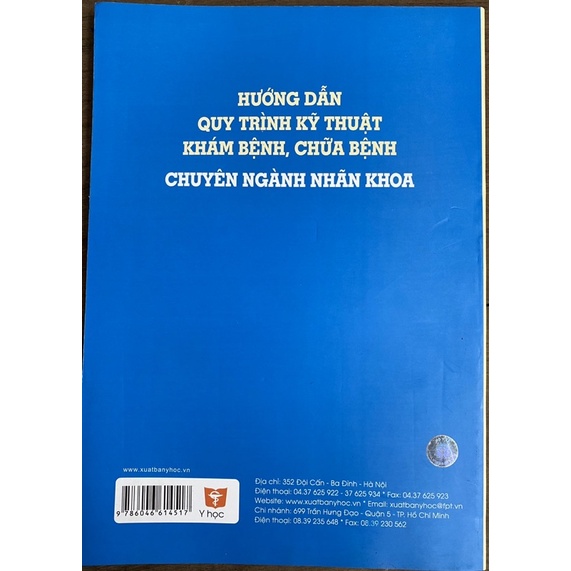 HƯỚNG DẪN
QUY TRÌNH KỸ THUẬT
KHÁM BỆNH, CHỮA BỆNH
CHUYÊN NGÀNH NHÃN KHOA
www.xuatbanyhoc.vn
9 786046 614517
Y học
Địa chỉ: 352 Đội Cấn - Ba Đình - Hà Nội
Điện thoại: 04.37 625 922 - 37 625 934 * Fax: 04.37 625 923
Website: www.xuatbanyhoc.vn * Email: xuatbanyhoc@fpt.vn
Chi nhánh: 699 Trần Hưng Đạo - Quận 5 - TP. Hồ Chí Minh
Điện thoại: 08.39 235 648 * Fax: 08.39 230 562